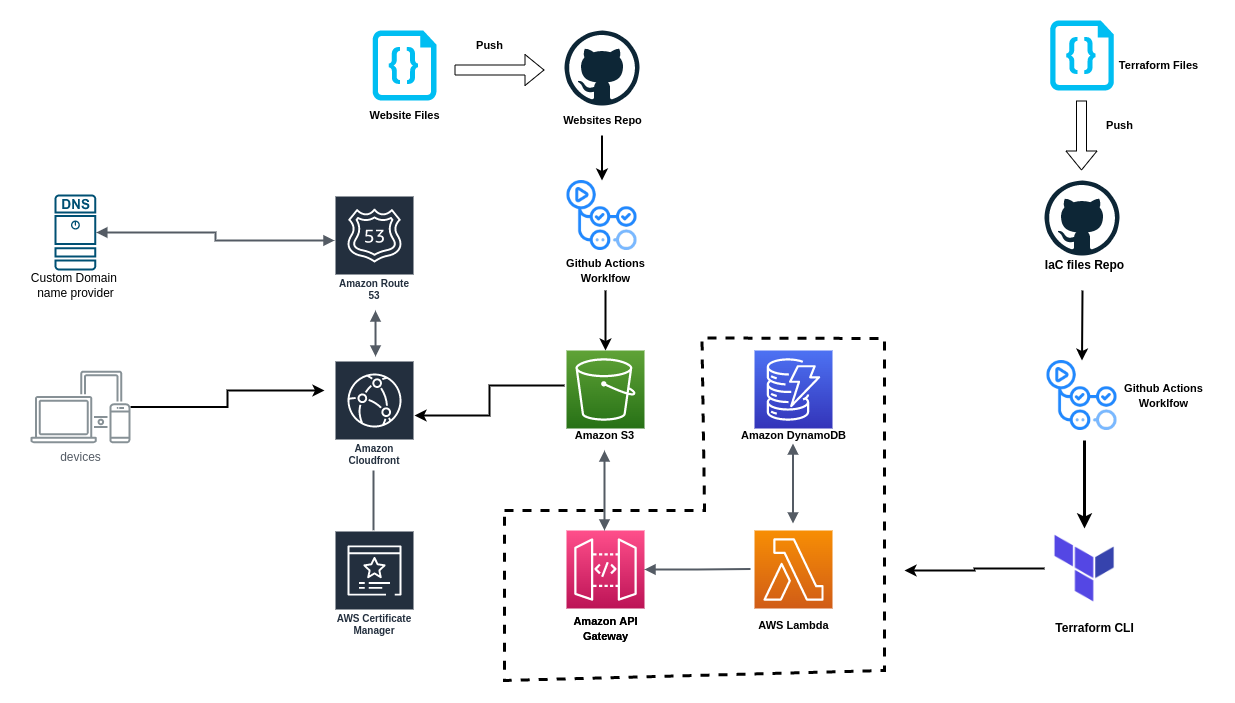 Push
Website Files
Websites Repo
Terraform Files
Push
DNS
Custom Domain
name provider
53
Amazon Route
53
Github Actions
Worklfow
IaC files Repo
devices
Amazon
Cloudfront
Amazon S3
Amazon DynamoDB
Github Actions
Worklfow
AWS Certificate
Manager
Amazon API
Gateway
AWS Lambda
Terraform CLI